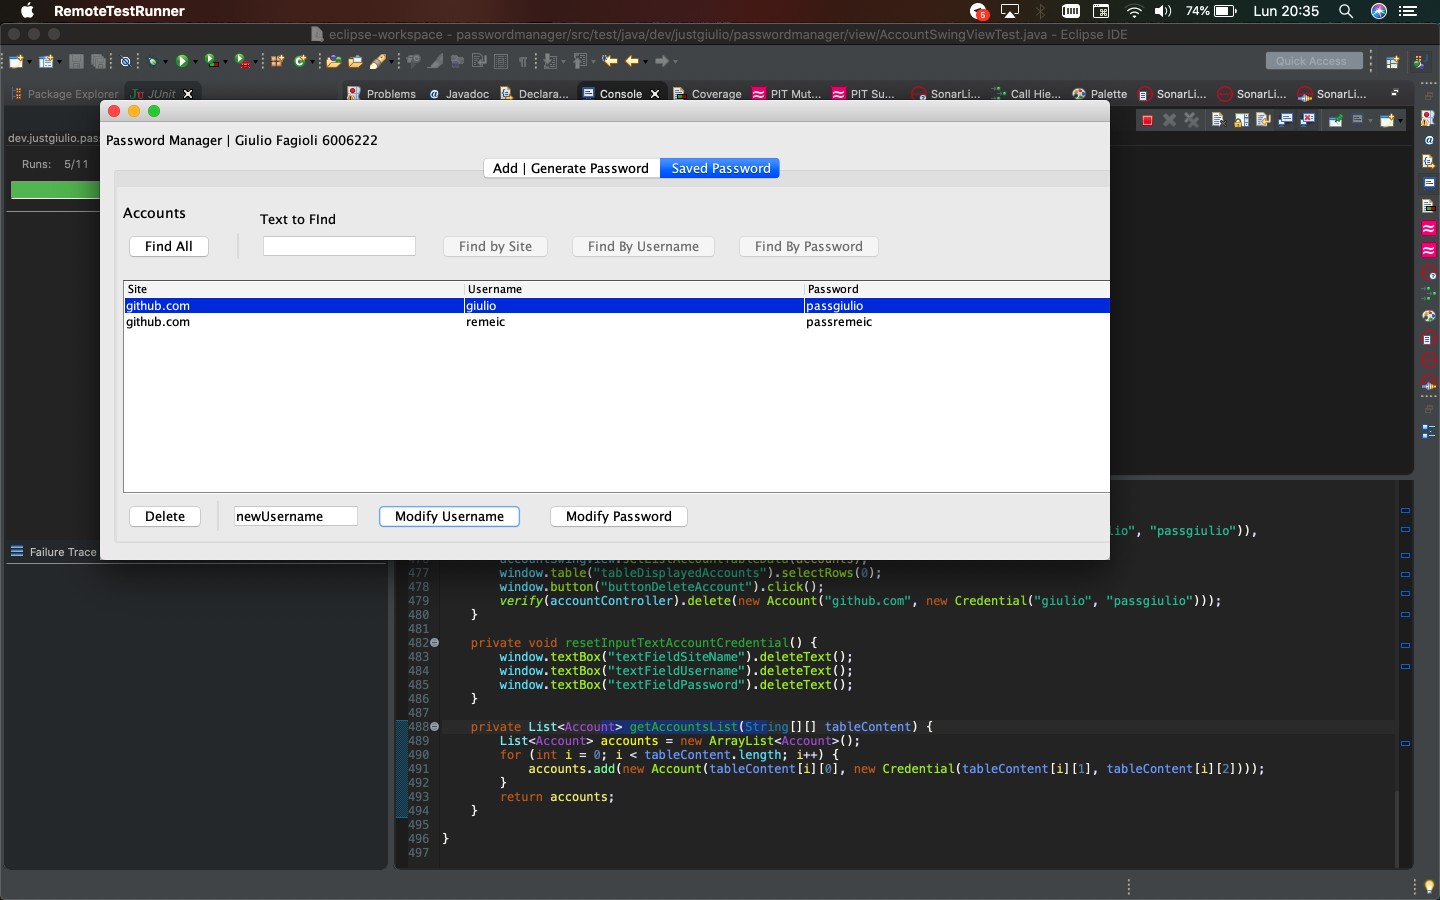 RemoteTestRunner
5
74%
Lun 20:35
eclipse-workspace - passwordmanager/src/test/java/dev/justgiulio/passwordmanager/view/AccountSwingViewTest.java - Eclipse IDE
Quick Access
Package Explorer
JUnit
Problems
Javadoc
Declara...
Console
Coverage
PIT Mut...
PIT Su...
SonarLi...
Call Hie...
Palette
SonarLi...
SonarLi...
SonarLi...
dev.justgiulio.pas
Runs: 5/11
Password Manager | Giulio Fagioli 6006222
Add | Generate Password
Saved Password
Accounts
Text to FInd
Find All
Find by Site
Find By Username
Find By Password
Site Username Password
github.com giulio passgiulio
github.com remeic passremeic
Delete
newUsername
Modify Username
Modify Password
Failure Trace
io", "passgiulio")),
477 window.table("tableDisplayedAccounts").selectRows(0);
478 window.button("buttonDeleteAccount").click();
479 verify(accountController).delete(new Account("github.com", new Credential("giulio", "passgiulio")));
480 }
481
482 private void resetInputTextAccountCredential() {
483 window.textBox("textFieldSiteName").deleteText();
484 window.textBox("textFieldUsername").deleteText();
485 window.textBox("textFieldPassword").deleteText();
486 }
487
488 private List<Account> getAccountsList(String[][] tableContent) {
489 List<Account> accounts = new ArrayList<Account>();
490 for (int i = 0; i < tableContent.length; i++) {
491 accounts.add(new Account(tableContent[i][0], new Credential(tableContent[i][1], tableContent[i][2])));
492 }
493 return accounts;
494 }
495
496 }
497